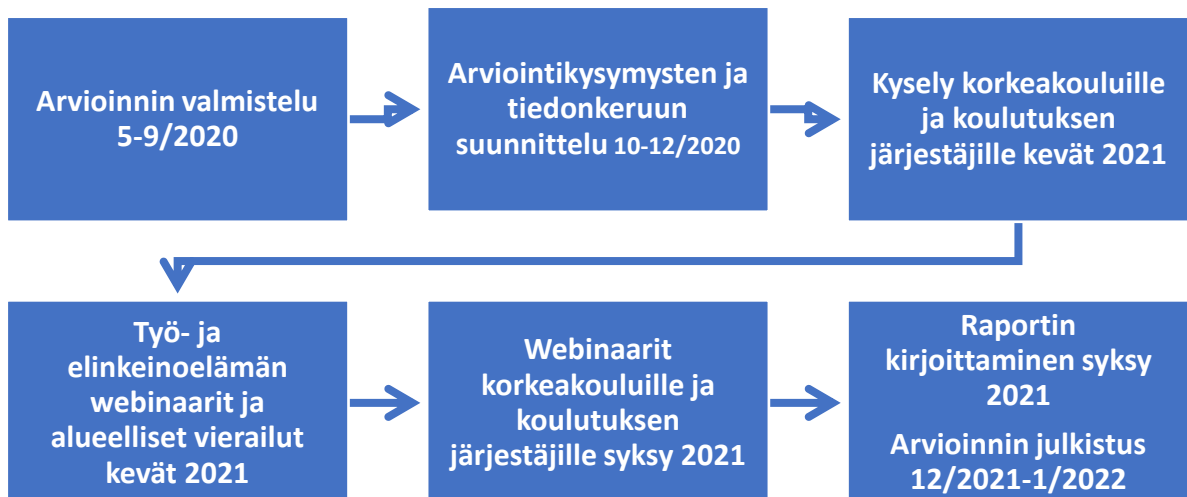 Arvioinnin valmistelu
5-9/2020
Arviointikysymysten ja
tiedonkeruun
suunnittelu 10-12/2020
Kysely korkeakouluille
ja koulutuksen
järjestäjille kevät 2021
Työ- ja
elinkeinoelämän
webinaarit ja
alueelliset vierailut
kevät 2021
Webinaarit
korkeakouluille ja
koulutuksen
järjestäjille syksy 2021
Raportin
kirjoittaminen syksy
2021
Arvioinnin julkistus
12/2021-1/2022